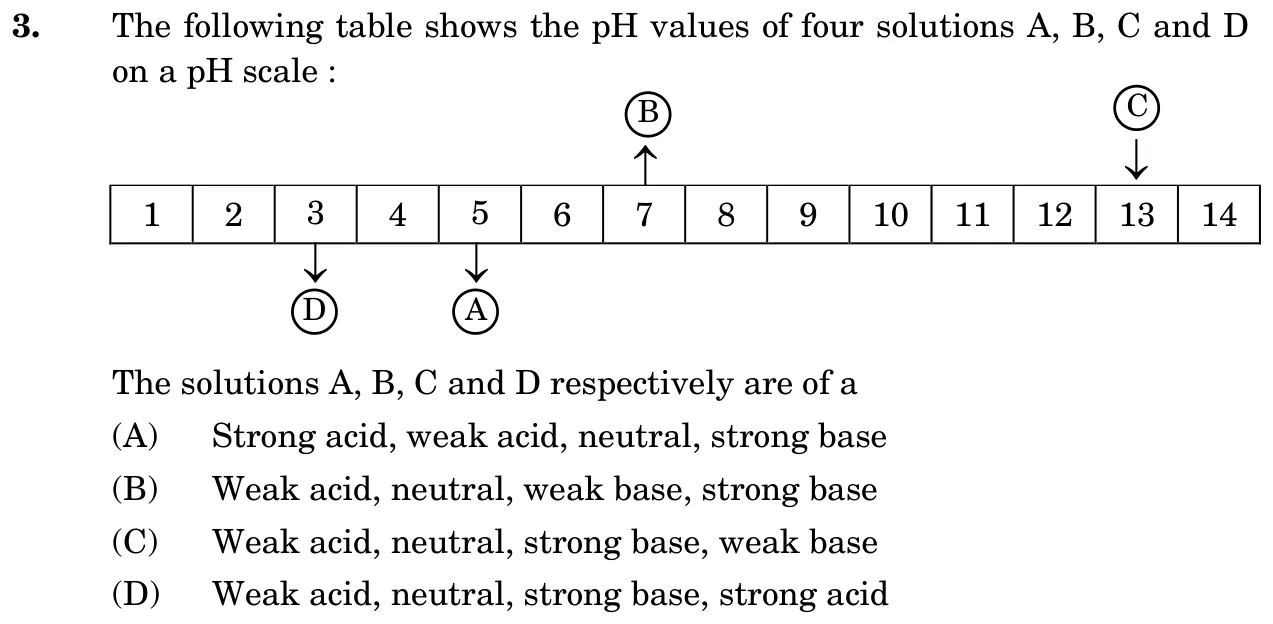 3. The following table shows the pH values of four solutions A, B, C and D
on a pH scale :
B C
1 2 3 4 5 6 7 8 9 10 11 12 13 14
D A
The solutions A, B, C and D respectively are of a
(A) Strong acid, weak acid, neutral, strong base
(B) Weak acid, neutral, weak base, strong base
(C) Weak acid, neutral, strong base, weak base
(D) Weak acid, neutral, strong base, strong acid